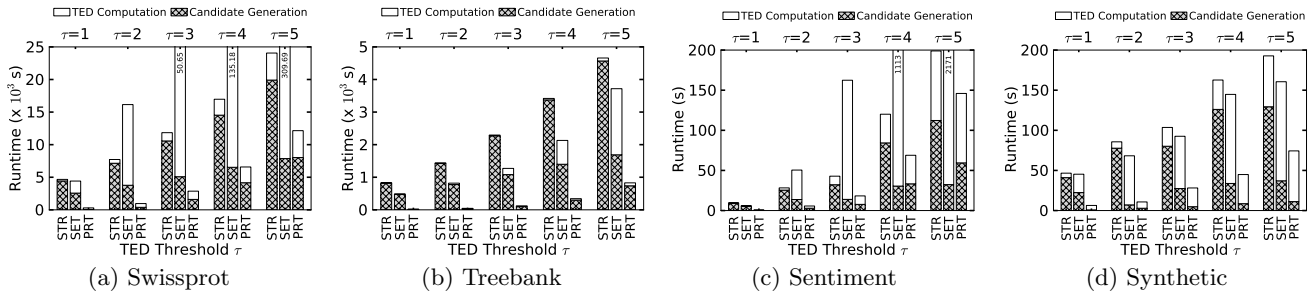 TED Computation Candidate Generation
τ=1 τ=2 τ=3 τ=4 τ=5
25
20
15
10
5
0
Runtime (x 10³ s)
50.65
135.18
309.69
STR SET PRT STR SET PRT STR SET PRT STR SET PRT STR SET PRT
TED Threshold τ
(a) Swissprot
TED Computation Candidate Generation
τ=1 τ=2 τ=3 τ=4 τ=5
5
4
3
2
1
0
Runtime (x 10³ s)
STR SET PRT STR SET PRT STR SET PRT STR SET PRT STR SET PRT
TED Threshold τ
(b) Treebank
TED Computation Candidate Generation
τ=1 τ=2 τ=3 τ=4 τ=5
200
150
100
50
0
Runtime (s)
1113
2171
STR SET PRT STR SET PRT STR SET PRT STR SET PRT STR SET PRT
TED Threshold τ
(c) Sentiment
TED Computation Candidate Generation
τ=1 τ=2 τ=3 τ=4 τ=5
200
150
100
50
0
Runtime (s)
STR SET PRT STR SET PRT STR SET PRT STR SET PRT STR SET PRT
TED Threshold τ
(d) Synthetic